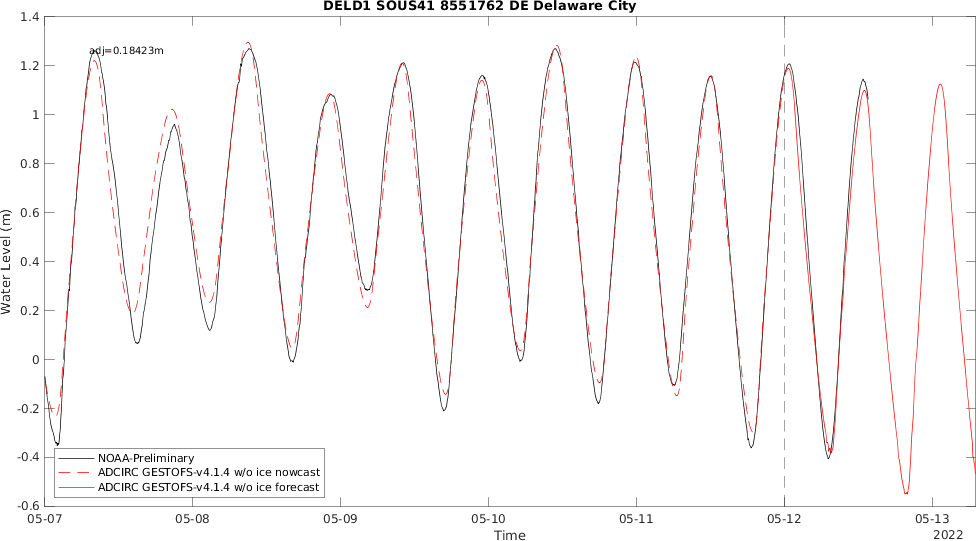 DELD1 SOUS41 8551762 DE Delaware City
1.4
1.2
1
0.8
0.6
0.4
0.2
0
-0.2
-0.4
-0.6
Water Level (m)
adj=0.18423m
NOAA-Preliminary
ADCIRC GESTOFS-v4.1.4 w/o ice nowcast
ADCIRC GESTOFS-v4.1.4 w/o ice forecast
05-07 05-08 05-09 05-10 05-11 05-12 05-13
Time
2022